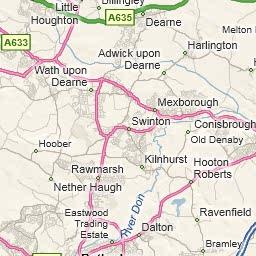 Little
Houghton
Billingley
A635
Dearne
Melton
A633
Adwick upon
Dearne
Harlington
Wath upon
Dearne
Mexborough
Swinton
Conisbrough
Old Denaby
Hoober
Kilnhurst
Rawmarsh
Hooton
Roberts
Nether Haugh
Eastwood
Trading
Estate
River Don
Ravenfield
Dalton
Bramley